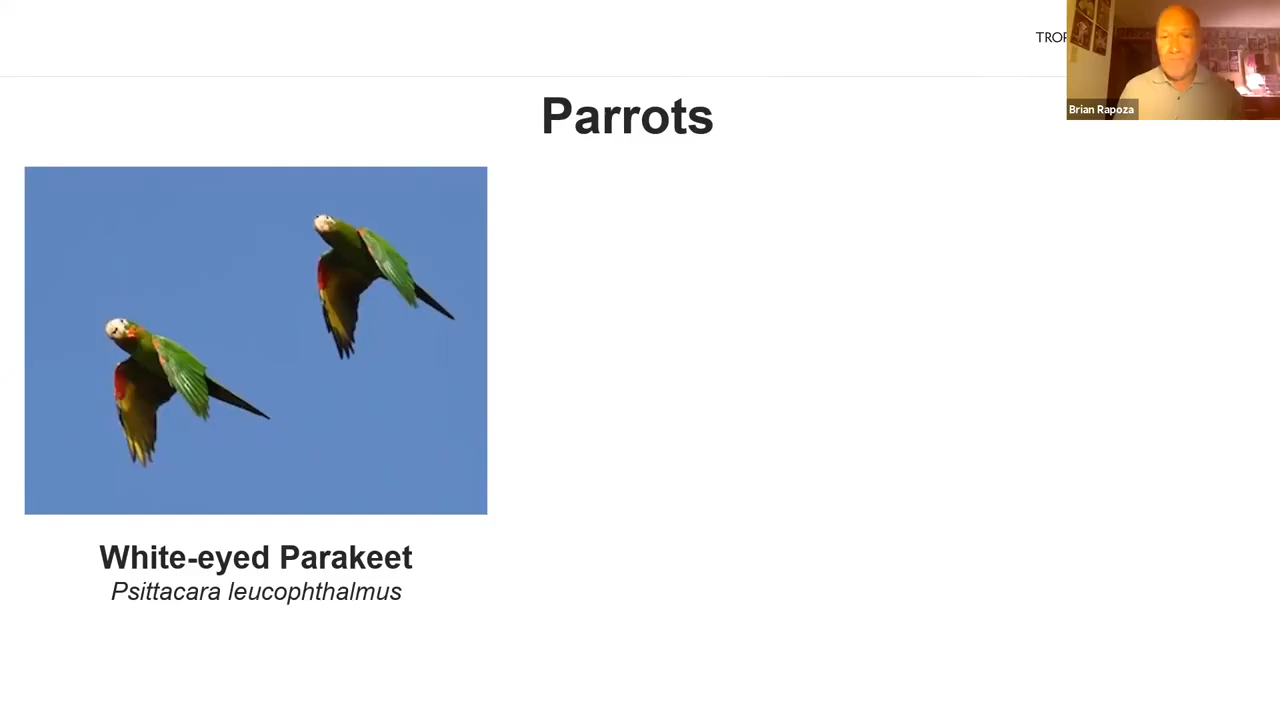 Brian Rapoza
Parrots
White-eyed Parakeet
Psittacara leucophthalmus